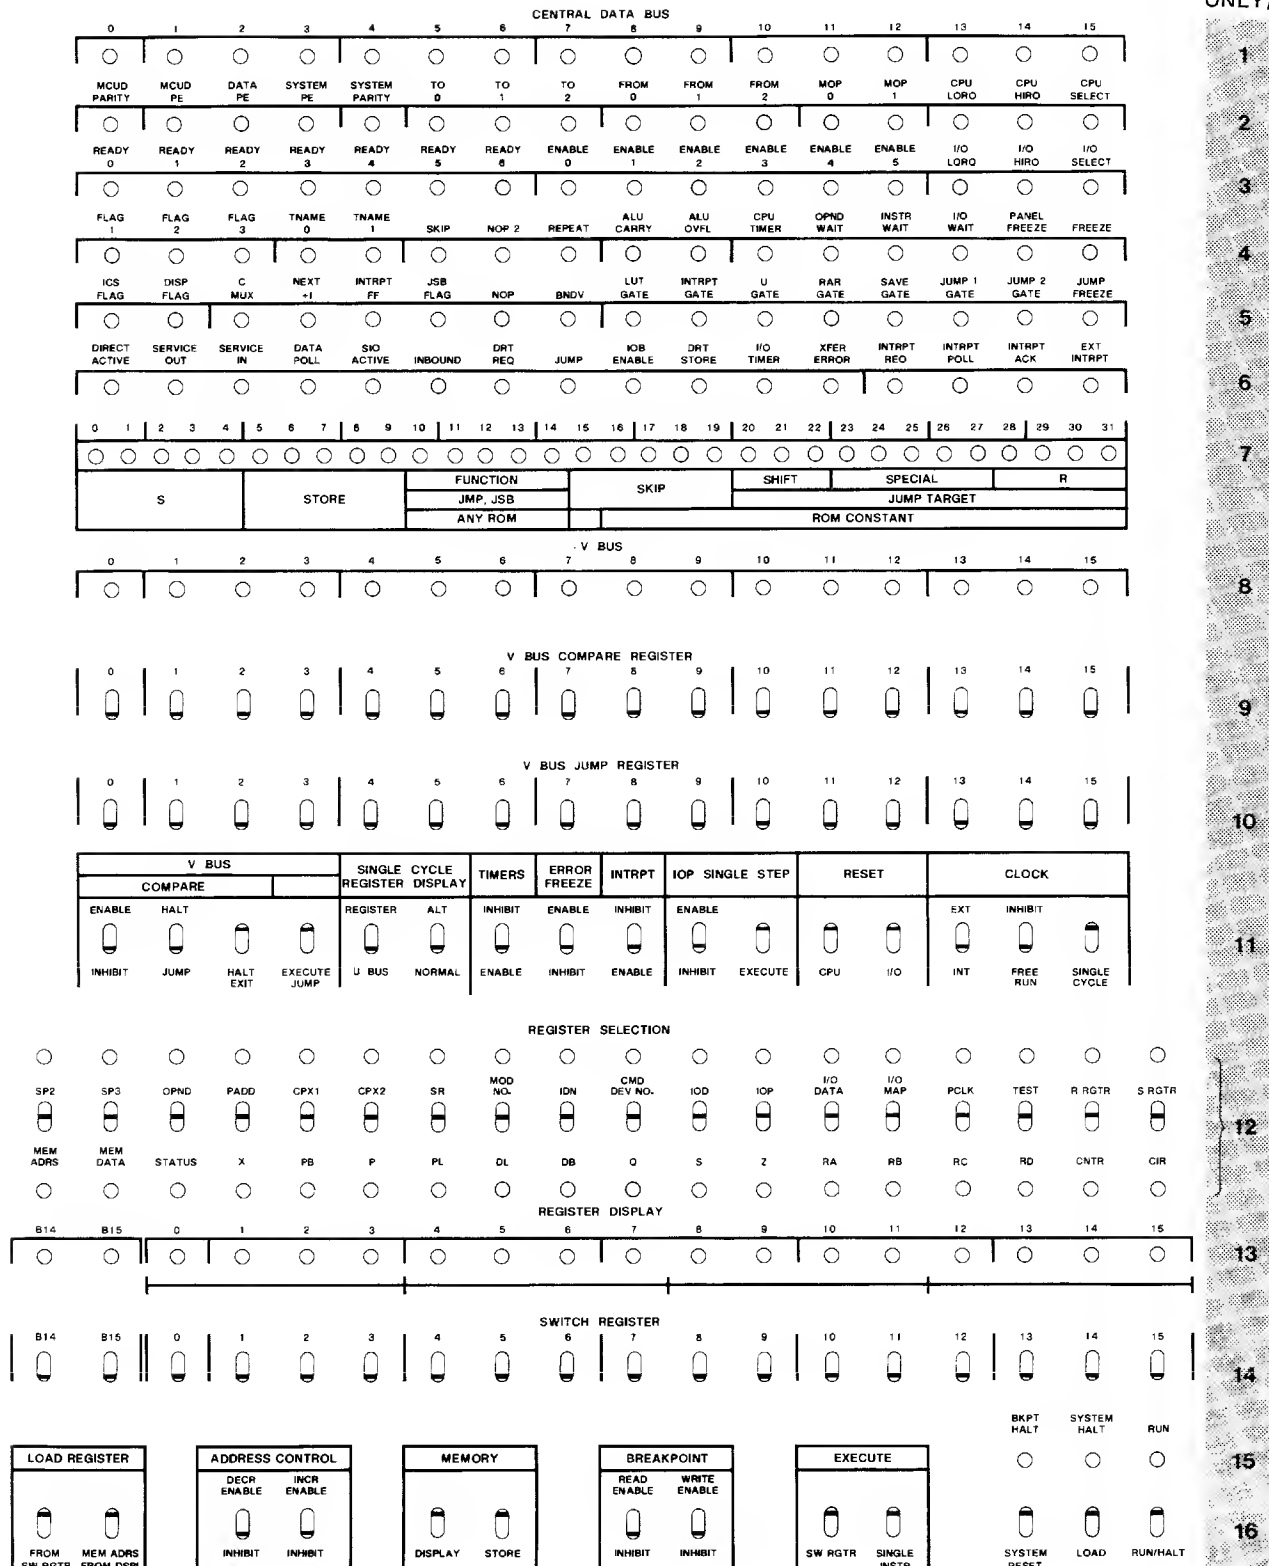 ONLY
CENTRAL DATA BUS
0 1 2 3 4 5 6 7 8 9 10 11 12 13 14 15
1
MCUD MCUD DATA SYSTEM SYSTEM TO TO TO FROM FROM FROM MOP MOP CPU CPU CPU
PARITY PE PE PE PARITY 0 1 2 0 1 2 0 1 LORO HIRO SELECT
2
READY READY READY READY READY READY READY ENABLE ENABLE ENABLE ENABLE ENABLE ENABLE I/O I/O I/O
0 1 2 3 4 5 6 0 1 2 3 4 5 LQRQ HIRO SELECT
3
FLAG FLAG FLAG TNAME TNAME SKIP NOP 2 REPEAT ALU ALU CPU OPND INSTR I/O PANEL FREEZE
1 2 3 0 1 CARRY OVFL TIMER WAIT WAIT WAIT FREEZE
4
ICS DISP C NEXT INTRPT JSB NOP BNDV LUT INTRPT U RAR SAVE JUMP 1 JUMP 2 JUMP
FLAG FLAG MUX +1 FF FLAG GATE GATE GATE GATE GATE GATE GATE FREEZE
5
DIRECT SERVICE SERVICE DATA SIO INBOUND DRT JUMP IOB DRT I/O XFER INTRPT INTRPT INTRPT EXT
ACTIVE OUT IN POLL ACTIVE REQ ENABLE STORE TIMER ERROR REQ POLL ACK INTRPT
6
0 1 2 3 4 5 6 7 8 9 10 11 12 13 14 15 16 17 18 19 20 21 22 23 24 25 26 27 28 29 30 31
7
S STORE FUNCTION SKIP SHIFT SPECIAL R
JMP, JSB JUMP TARGET
ANY ROM ROM CONSTANT
V BUS
0 1 2 3 4 5 6 7 8 9 10 11 12 13 14 15
8
V BUS COMPARE REGISTER
0 1 2 3 4 5 6 7 8 9 10 11 12 13 14 15
9
V BUS JUMP REGISTER
0 1 2 3 4 5 6 7 8 9 10 11 12 13 14 15
10
V BUS SINGLE CYCLE REGISTER DISPLAY TIMERS ERROR FREEZE INTRPT IOP SINGLE STEP RESET CLOCK
COMPARE
ENABLE HALT REGISTER ALT INHIBIT ENABLE INHIBIT ENABLE EXT INHIBIT
11
INHIBIT JUMP HALT EXIT EXECUTE JUMP U BUS NORMAL ENABLE INHIBIT ENABLE INHIBIT EXECUTE CPU I/O INT FREE RUN SINGLE CYCLE
REGISTER SELECTION
SP2 SP3 OPND PADD CPX1 CPX2 SR MOD NO. IDN CMD DEV NO. IOD IOP I/O DATA I/O MAP PCLK TEST R RGTR S RGTR
12
MEM ADRS MEM DATA STATUS X PB P PL DL DB Q S Z RA RB RC RD CNTR CIR
REGISTER DISPLAY
B14 B15 0 1 2 3 4 5 6 7 8 9 10 11 12 13 14 15
13
SWITCH REGISTER
B14 B15 0 1 2 3 4 5 6 7 8 9 10 11 12 13 14 15
14
BKPT HALT SYSTEM HALT RUN
15
LOAD REGISTER ADDRESS CONTROL MEMORY BREAKPOINT EXECUTE
DECR ENABLE INCR ENABLE READ ENABLE WRITE ENABLE
16
FROM SW RGTR MEM ADRS FROM DSPL INHIBIT INHIBIT DISPLAY STORE INHIBIT INHIBIT SW RGTR SINGLE INSTR SYSTEM RESET LOAD RUN/HALT